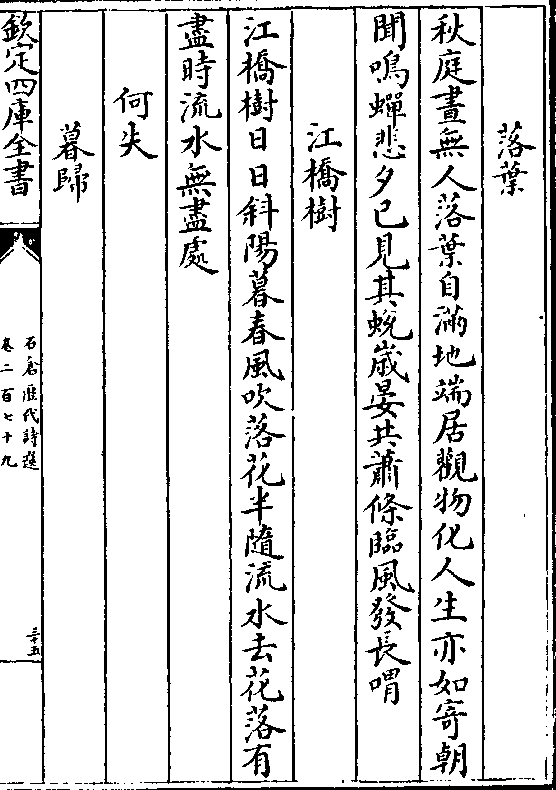 落葉
秋庭晝無人落葉自滿地端居觀物化人生亦如寄朝
聞鳴蟬悲夕已見其蛻歲晏共蕭條臨風發長喟
江橋樹
江橋樹日日斜陽暮春風吹落花半隨流水去花落有
盡時流水無盡處
何失
暮歸
欽定四庫全書
石倉歴代詩選
卷二百七十九
三十五